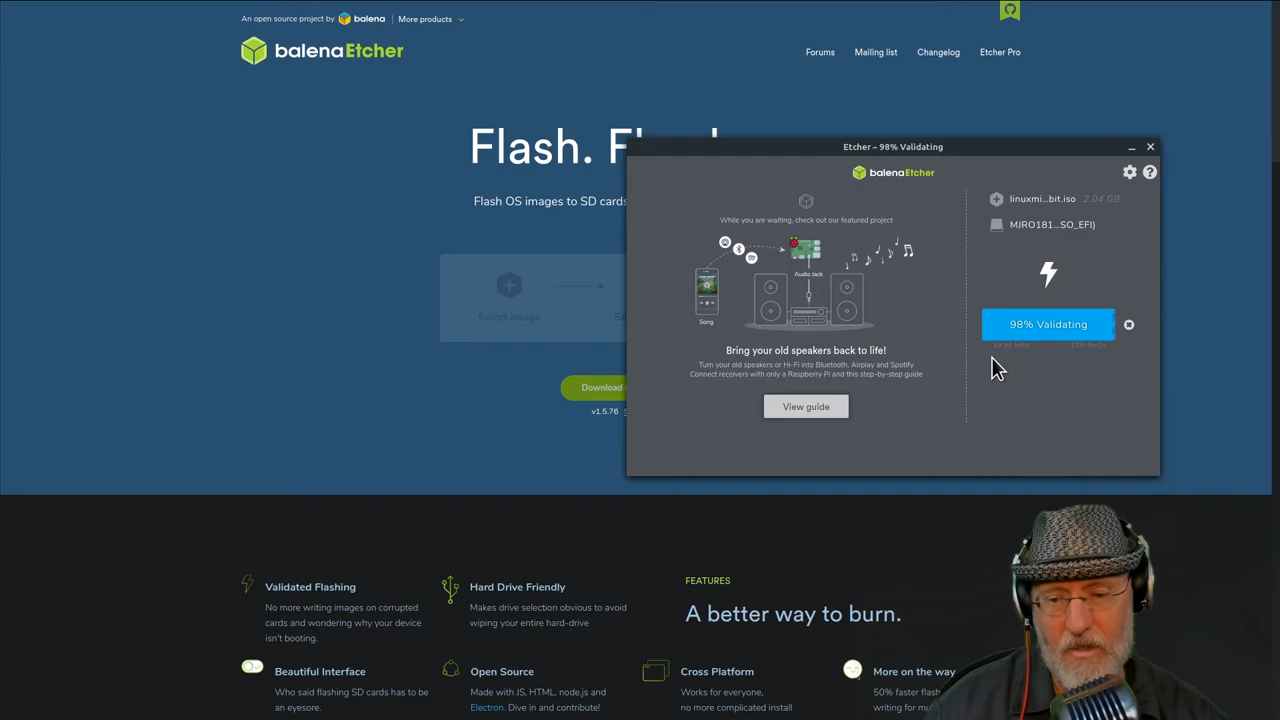 An open source project by balena More products
balenaEtcher
Forums Mailing list Changelog Etcher Pro
Flash.
Flash OS images to SD cards
Select image
Download
v1.5.76
Etcher – 98% Validating
balenaEtcher
While you are waiting, check out our featured project
Audio Jack
Song
Bring your old speakers back to life!
Turn your old speakers or Hi-Fi into Bluetooth, Airplay and Spotify
Connect receivers with only a Raspberry Pi and this step-by-step guide
View guide
linuxmi...bit.iso 2.04 GB
MJRO181...SO_EFI)
98% Validating
Validated Flashing
No more writing images on corrupted
cards and wondering why your device
isn't booting.
Hard Drive Friendly
Makes drive selection obvious to avoid
wiping your entire hard-drive
FEATURES
A better way to burn.
Beautiful Interface
Who said flashing SD cards has to be
an eyesore.
Open Source
Made with JS, HTML, node.js and
Electron. Dive in and contribute!
Cross Platform
Works for everyone,
no more complicated install
More on the way
50% faster flash
writing for mul